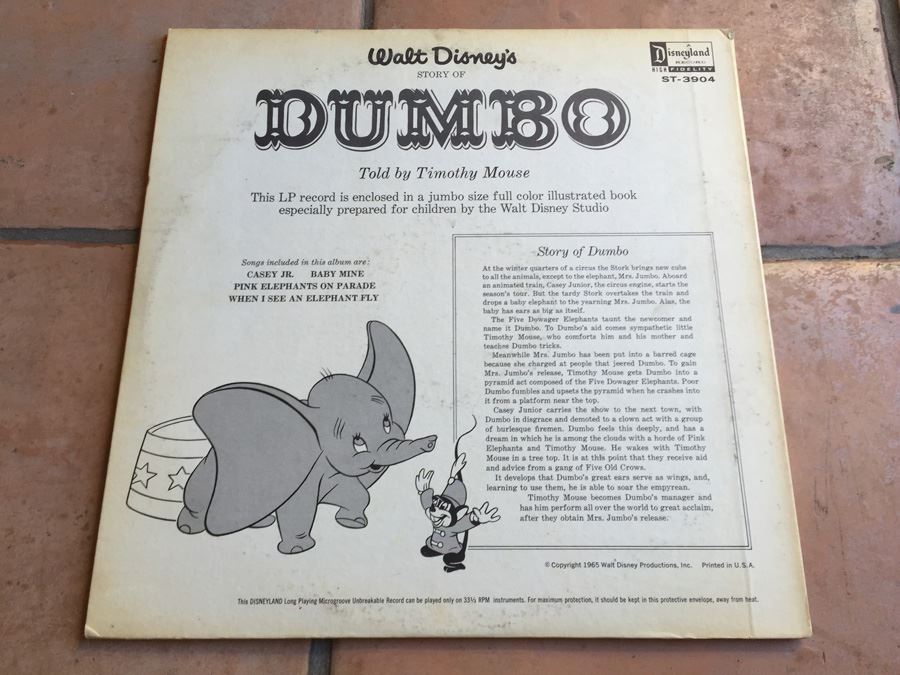 Walt Disney's
STORY OF
DUMBO
Disneyland
RECORD
HIGH FIDELITY
ST-3904
Told by Timothy Mouse
This LP record is enclosed in a jumbo size full color illustrated book
especially prepared for children by the Walt Disney Studio
Songs included in this album are:
CASEY JR. BABY MINE
PINK ELEPHANTS ON PARADE
WHEN I SEE AN ELEPHANT FLY
Story of Dumbo
At the winter quarters of a circus the Stork brings new cubs
to all the animals, except to the elephant, Mrs. Jumbo. Aboard
an animated train, Casey Junior, the circus engine, starts the
season's tour. But the tardy Stork overtakes the train and
drops a baby elephant to the yearning Mrs. Jumbo. Alas, the
baby has ears as big as itself.
The Five Dowager Elephants taunt the newcomer and
name it Dumbo. To Dumbo's aid comes sympathetic little
Timothy Mouse, who comforts him and his mother and
teaches Dumbo tricks.
Meanwhile Mrs. Jumbo has been put into a barred cage
because she charged at people that jeered Dumbo. To gain
Mrs. Jumbo's release, Timothy Mouse gets Dumbo into a
pyramid act composed of the Five Dowager Elephants. Poor
Dumbo fumbles and upsets the pyramid when he crashes into
it from a platform near the top.
Casey Junior carries the show to the next town, with
Dumbo in disgrace and demoted to a clown act with a group
of burlesque firemen. Dumbo feels this deeply, and has a
dream in which he is among the clouds with a horde of Pink
Elephants and Timothy Mouse. He wakes with Timothy
Mouse in a tree top. It is at this point that they receive aid
and advice from a gang of Five Old Crows.
It develops that Dumbo's great ears serve as wings, and,
learning to use them, he is able to soar the empyrean.
Timothy Mouse becomes Dumbo's manager and
has him perform all over the world to great acclaim,
after they obtain Mrs. Jumbo's release.
© Copyright 1965 Walt Disney Productions, Inc. Printed in U.S.A.
This DISNEYLAND Long Playing Microgroove Unbreakable Record can be played only on 33⅓ RPM instruments. For maximum protection, it should be kept in this protective envelope, away from heat.